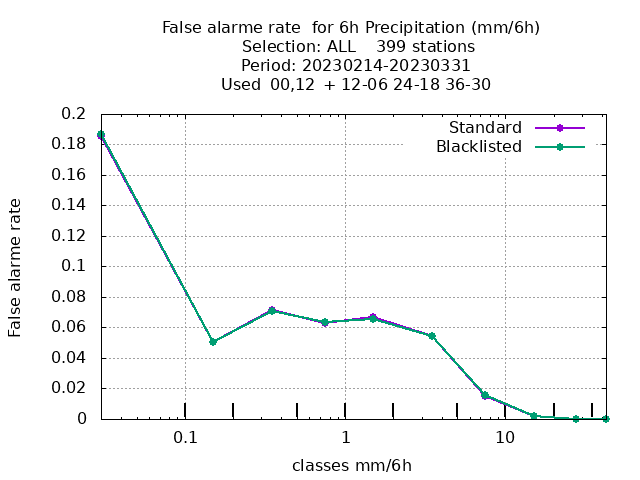 False alarme rate  for 6h Precipitation (mm/6h)
Selection: ALL    399 stations
Period: 20230214-20230331
Used  00,12  + 12-06 24-18 36-30
Standard
Blacklisted
0.2
0.18
0.16
0.14
0.12
0.1
0.08
0.06
0.04
0.02
0
False alarme rate
0.1
1
10
classes mm/6h